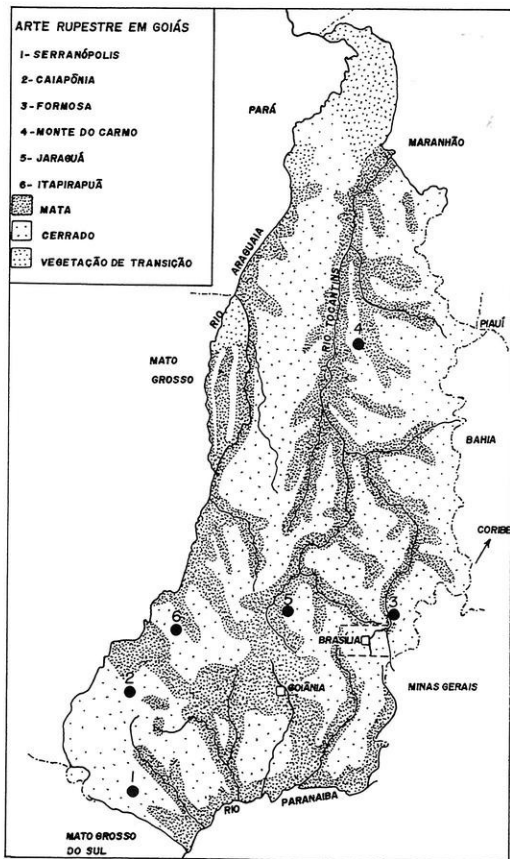 ARTE RUPESTRE EM GOIÁS
1- SERRANÓPOLIS
2- CAIAPÔNIA
3- FORMOSA
4- MONTE DO CARMO
5- JARAGUÁ
6- ITAPIRAPUÃ
MATA
CERRADO
VEGETAÇÃO DE TRANSIÇÃO
PARÁ
MARANHÃO
RIO ARAGUAIA
RIO TOCANTINS
4
PIAUÍ
MATO
GROSSO
BAHIA
CORIBE
5
3
6
BRASÍLIA
2
GOIÂNIA
MINAS GERAIS
1
RIO PARANAIBA
MATO GROSSO
DO SUL